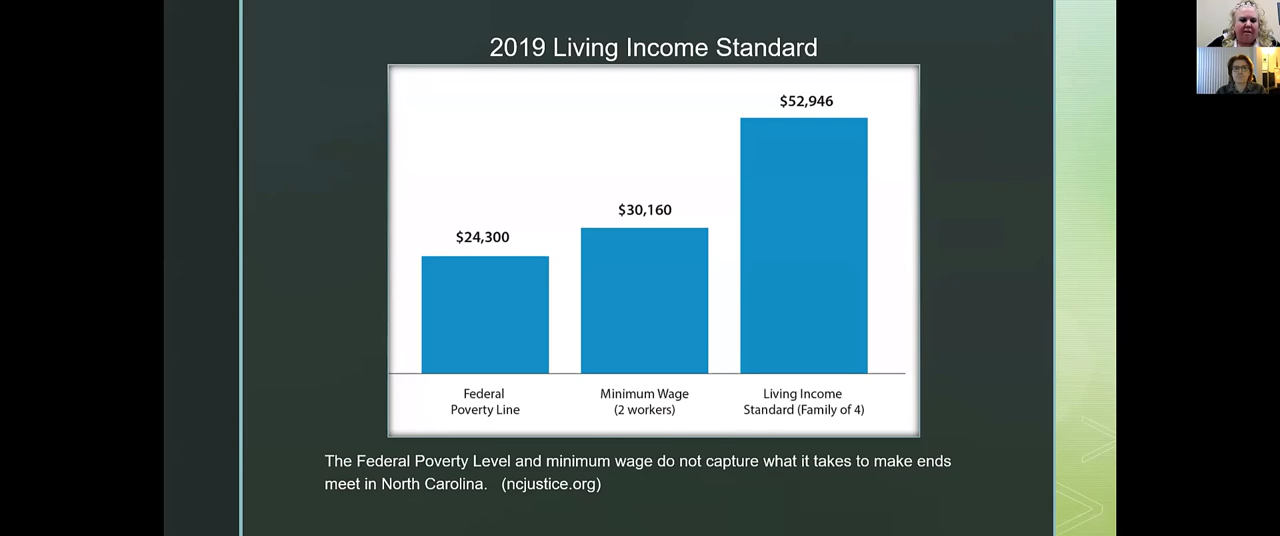 2019 Living Income Standard
$52,946
$30,160
$24,300
Federal
Poverty Line
Minimum Wage
(2 workers)
Living Income
Standard (Family of 4)
The Federal Poverty Level and minimum wage do not capture what it takes to make ends
meet in North Carolina. (ncjustice.org)